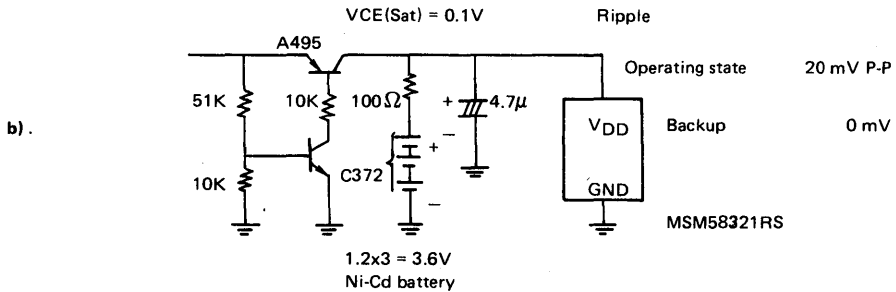 VCE(Sat) = 0.1V
Ripple
A495
Operating state 20 mV P-P
51K
10K
100Ω
+
4.7μ
b).
VDD
Backup 0 mV
+
−
10K
C372
GND
−
MSM58321RS
1.2x3 = 3.6V
Ni-Cd battery